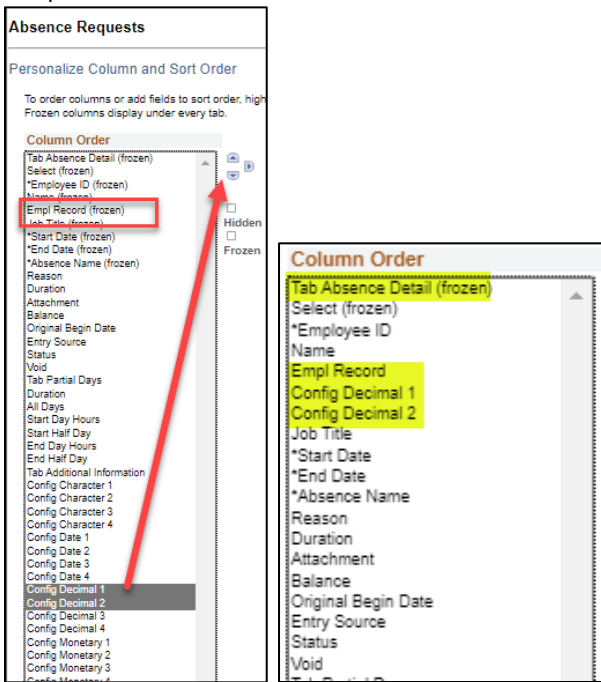 Absence Requests
Personalize Column and Sort Order
To order columns or add fields to sort order, high
Frozen columns display under every tab.
Column Order
Tab Absence Detail (frozen)
Select (frozen)
*Employee ID (frozen)
Name (frozen)
Empl Record (frozen)
Job Title (frozen)
*Start Date (frozen)
*End Date (frozen)
*Absence Name (frozen)
Reason
Duration
Attachment
Balance
Original Begin Date
Entry Source
Status
Void
Tab Partial Days
Duration
All Days
Start Day Hours
Start Half Day
End Day Hours
End Half Day
Tab Additional Information
Config Character 1
Config Character 2
Config Character 3
Config Character 4
Config Date 1
Config Date 2
Config Date 3
Config Date 4
Config Decimal 1
Config Decimal 2
Config Decimal 3
Config Decimal 4
Config Monetary 1
Config Monetary 2
Config Monetary 3
Config Monetary 4
Hidden
Frozen
Column Order
Tab Absence Detail (frozen)
Select (frozen)
*Employee ID
Name
Empl Record
Config Decimal 1
Config Decimal 2
Job Title
*Start Date
*End Date
*Absence Name
Reason
Duration
Attachment
Balance
Original Begin Date
Entry Source
Status
Void